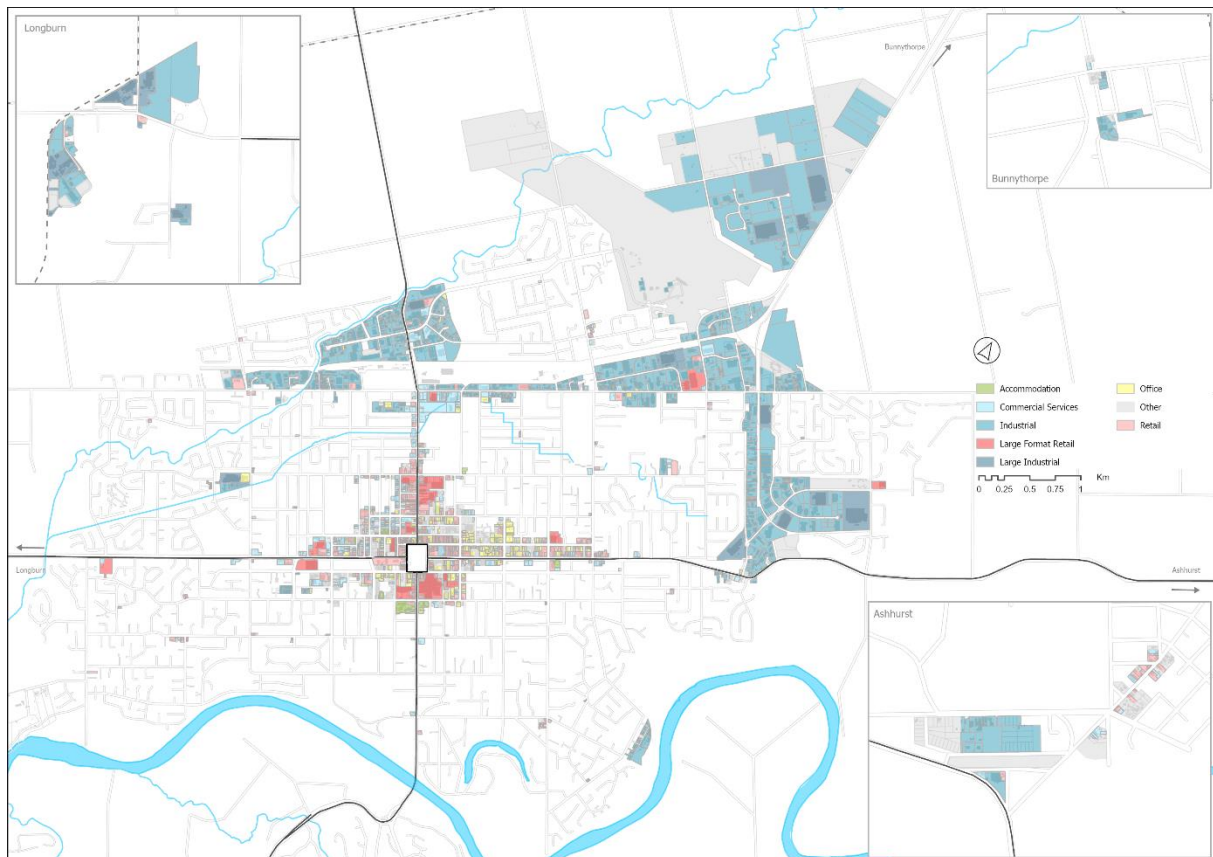 Longburn
Bunnythorpe
Bunnythorpe
Accommodation
Commercial Services
Industrial
Large Format Retail
Large Industrial
Office
Other
Retail
Km
0 0.25 0.5 0.75 1
Longburn
Ashhurst
Ashhurst